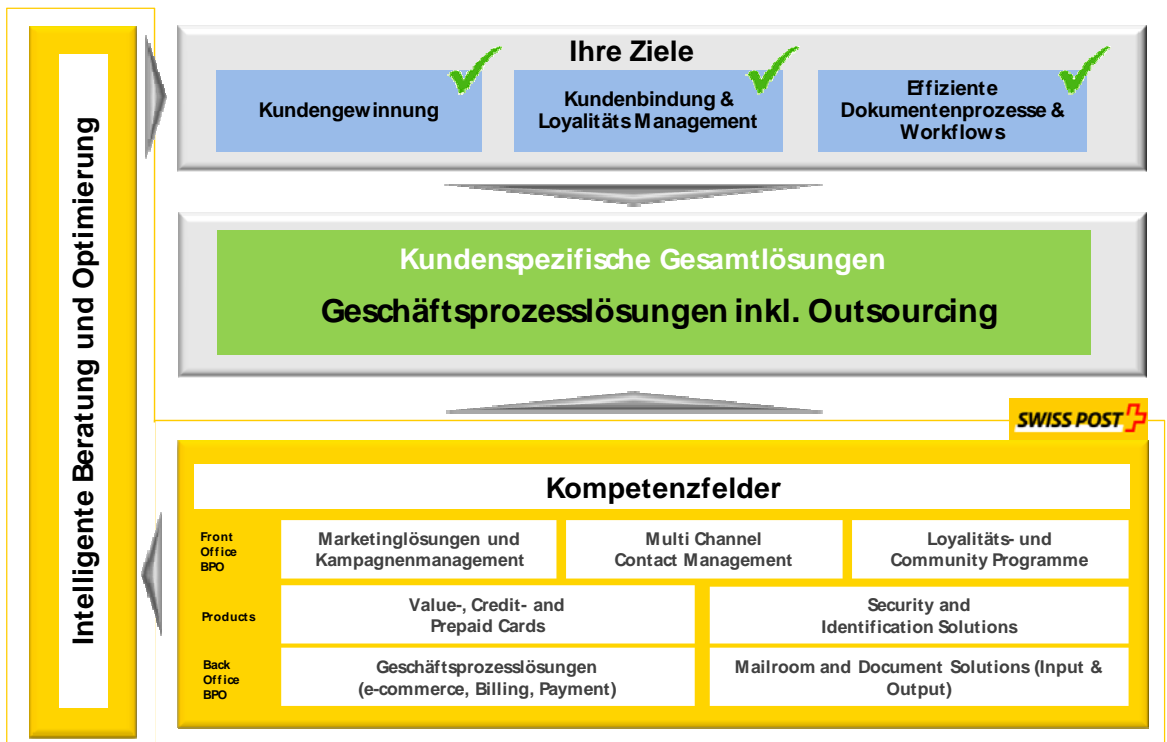 Intelligente Beratung und Optimierung
Ihre Ziele
Kundengewinnung
Kundenbindung &
Loyalitäts Management
Effiziente
Dokumentenprozesse &
Workflows
Kundenspezifische Gesamtlösungen
Geschäftsprozesslösungen inkl. Outsourcing
SWISS POST
Kompetenzfelder
Front
Office
BPO
Marketinglösungen und
Kampagnenmanagement
Multi Channel
Contact Management
Loyalitäts- und
Community Programme
Products
Value-, Credit- and
Prepaid Cards
Security and
Identification Solutions
Back
Office
BPO
Geschäftsprozesslösungen
(e-commerce, Billing, Payment)
Mailroom and Document Solutions (Input &
Output)